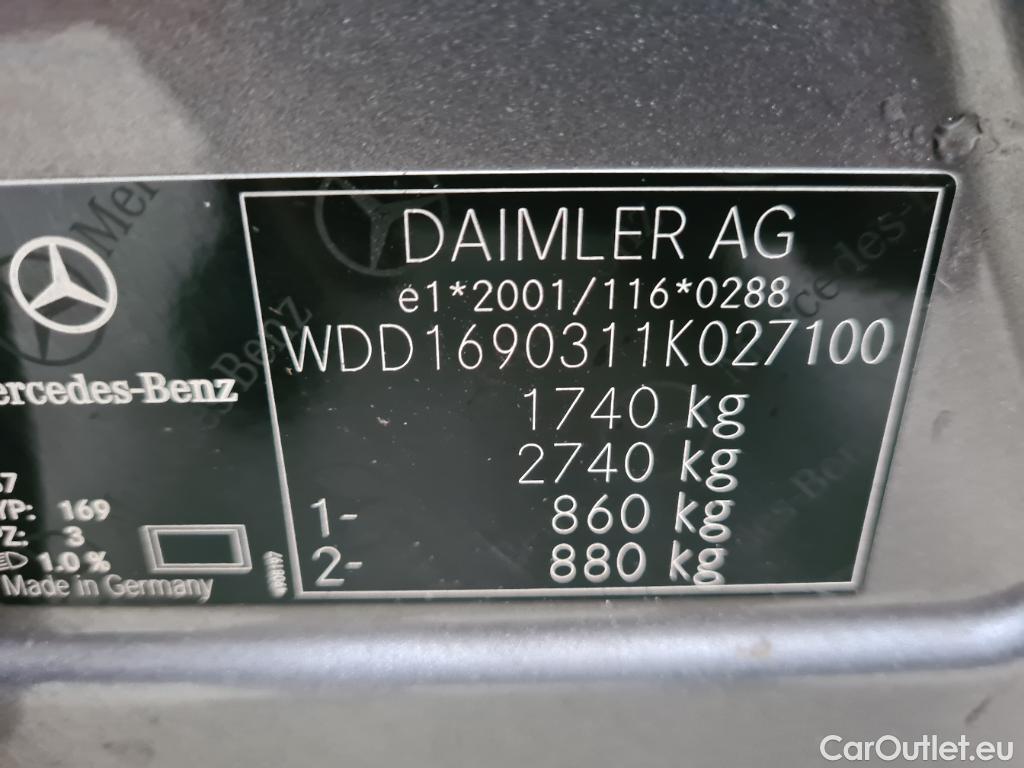 DAIMLER AG
e1*2001/116*0288
WDD1690311K027100
1740 kg
2740 kg
1- 860 kg
2- 880 kg
Mercedes-Benz
YP: 169
Z: 3
1.0 %
Made in Germany
CarOutlet.eu